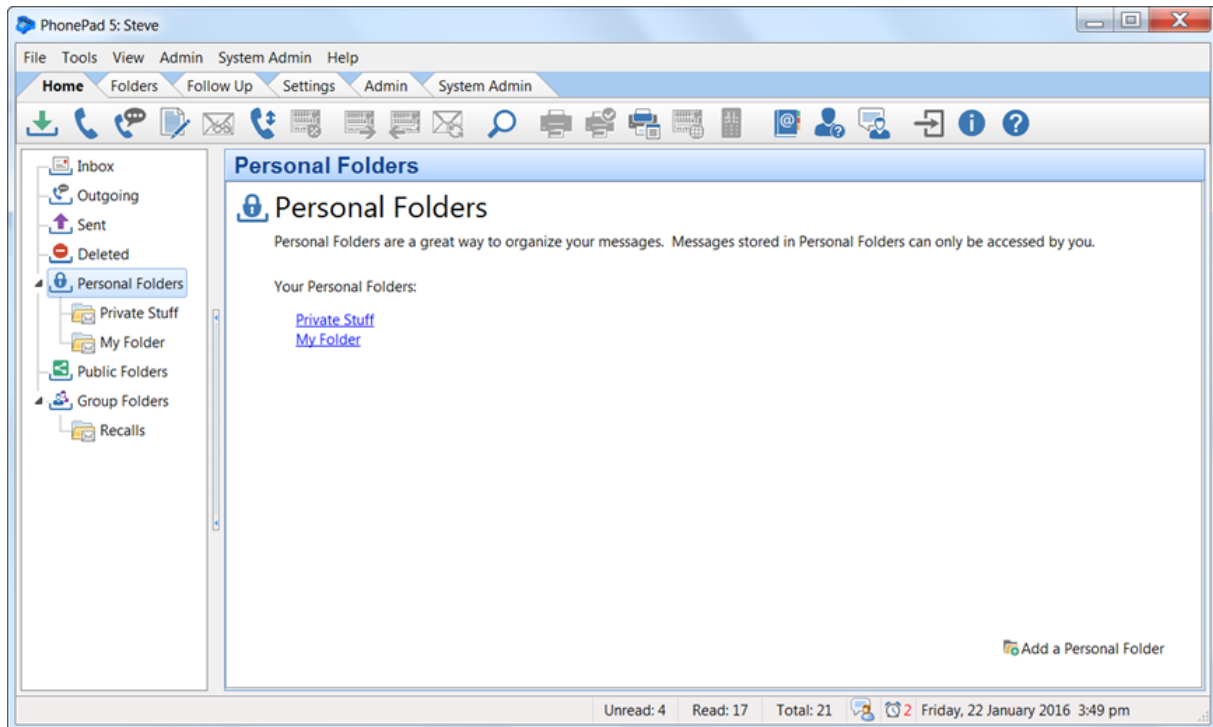 PhonePad 5: Steve
File Tools View Admin System Admin Help
Home Folders Follow Up Settings Admin System Admin
Inbox
Outgoing
Sent
Deleted
Personal Folders
Private Stuff
My Folder
Public Folders
Group Folders
Recalls
Personal Folders
Personal Folders
Personal Folders are a great way to organize your messages. Messages stored in Personal Folders can only be accessed by you.
Your Personal Folders:
Private Stuff
My Folder
Add a Personal Folder
Unread: 4 Read: 17 Total: 21 2 Friday, 22 January 2016 3:49 pm